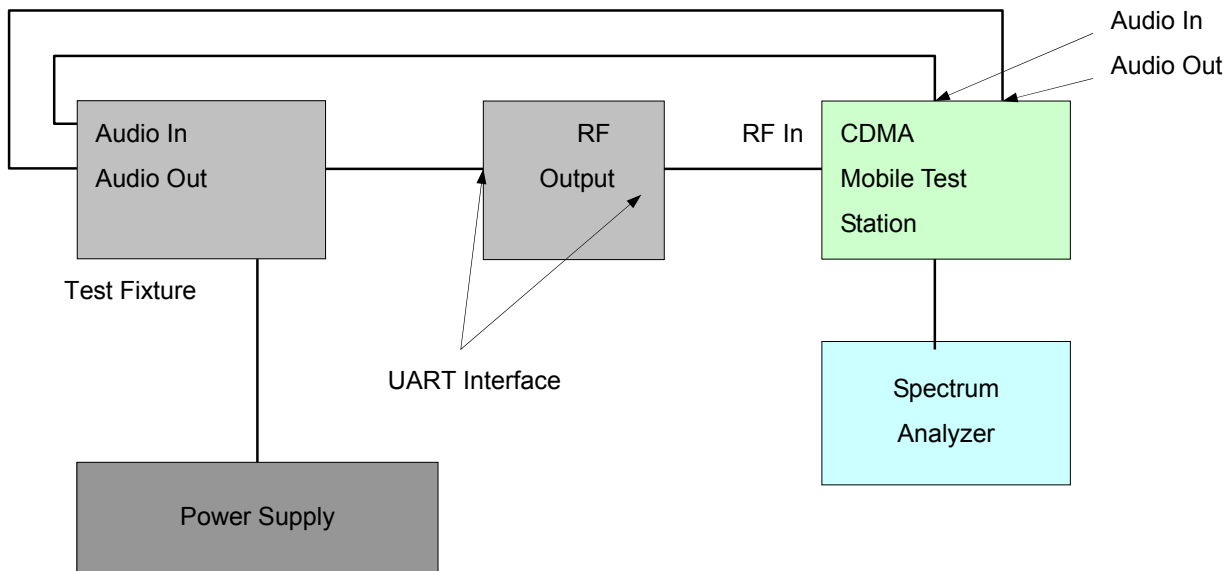 Audio In
Audio Out
Audio In
Audio Out
RF
Output
RF In
CDMA
Mobile Test
Station
Test Fixture
UART Interface
Spectrum
Analyzer
Power Supply